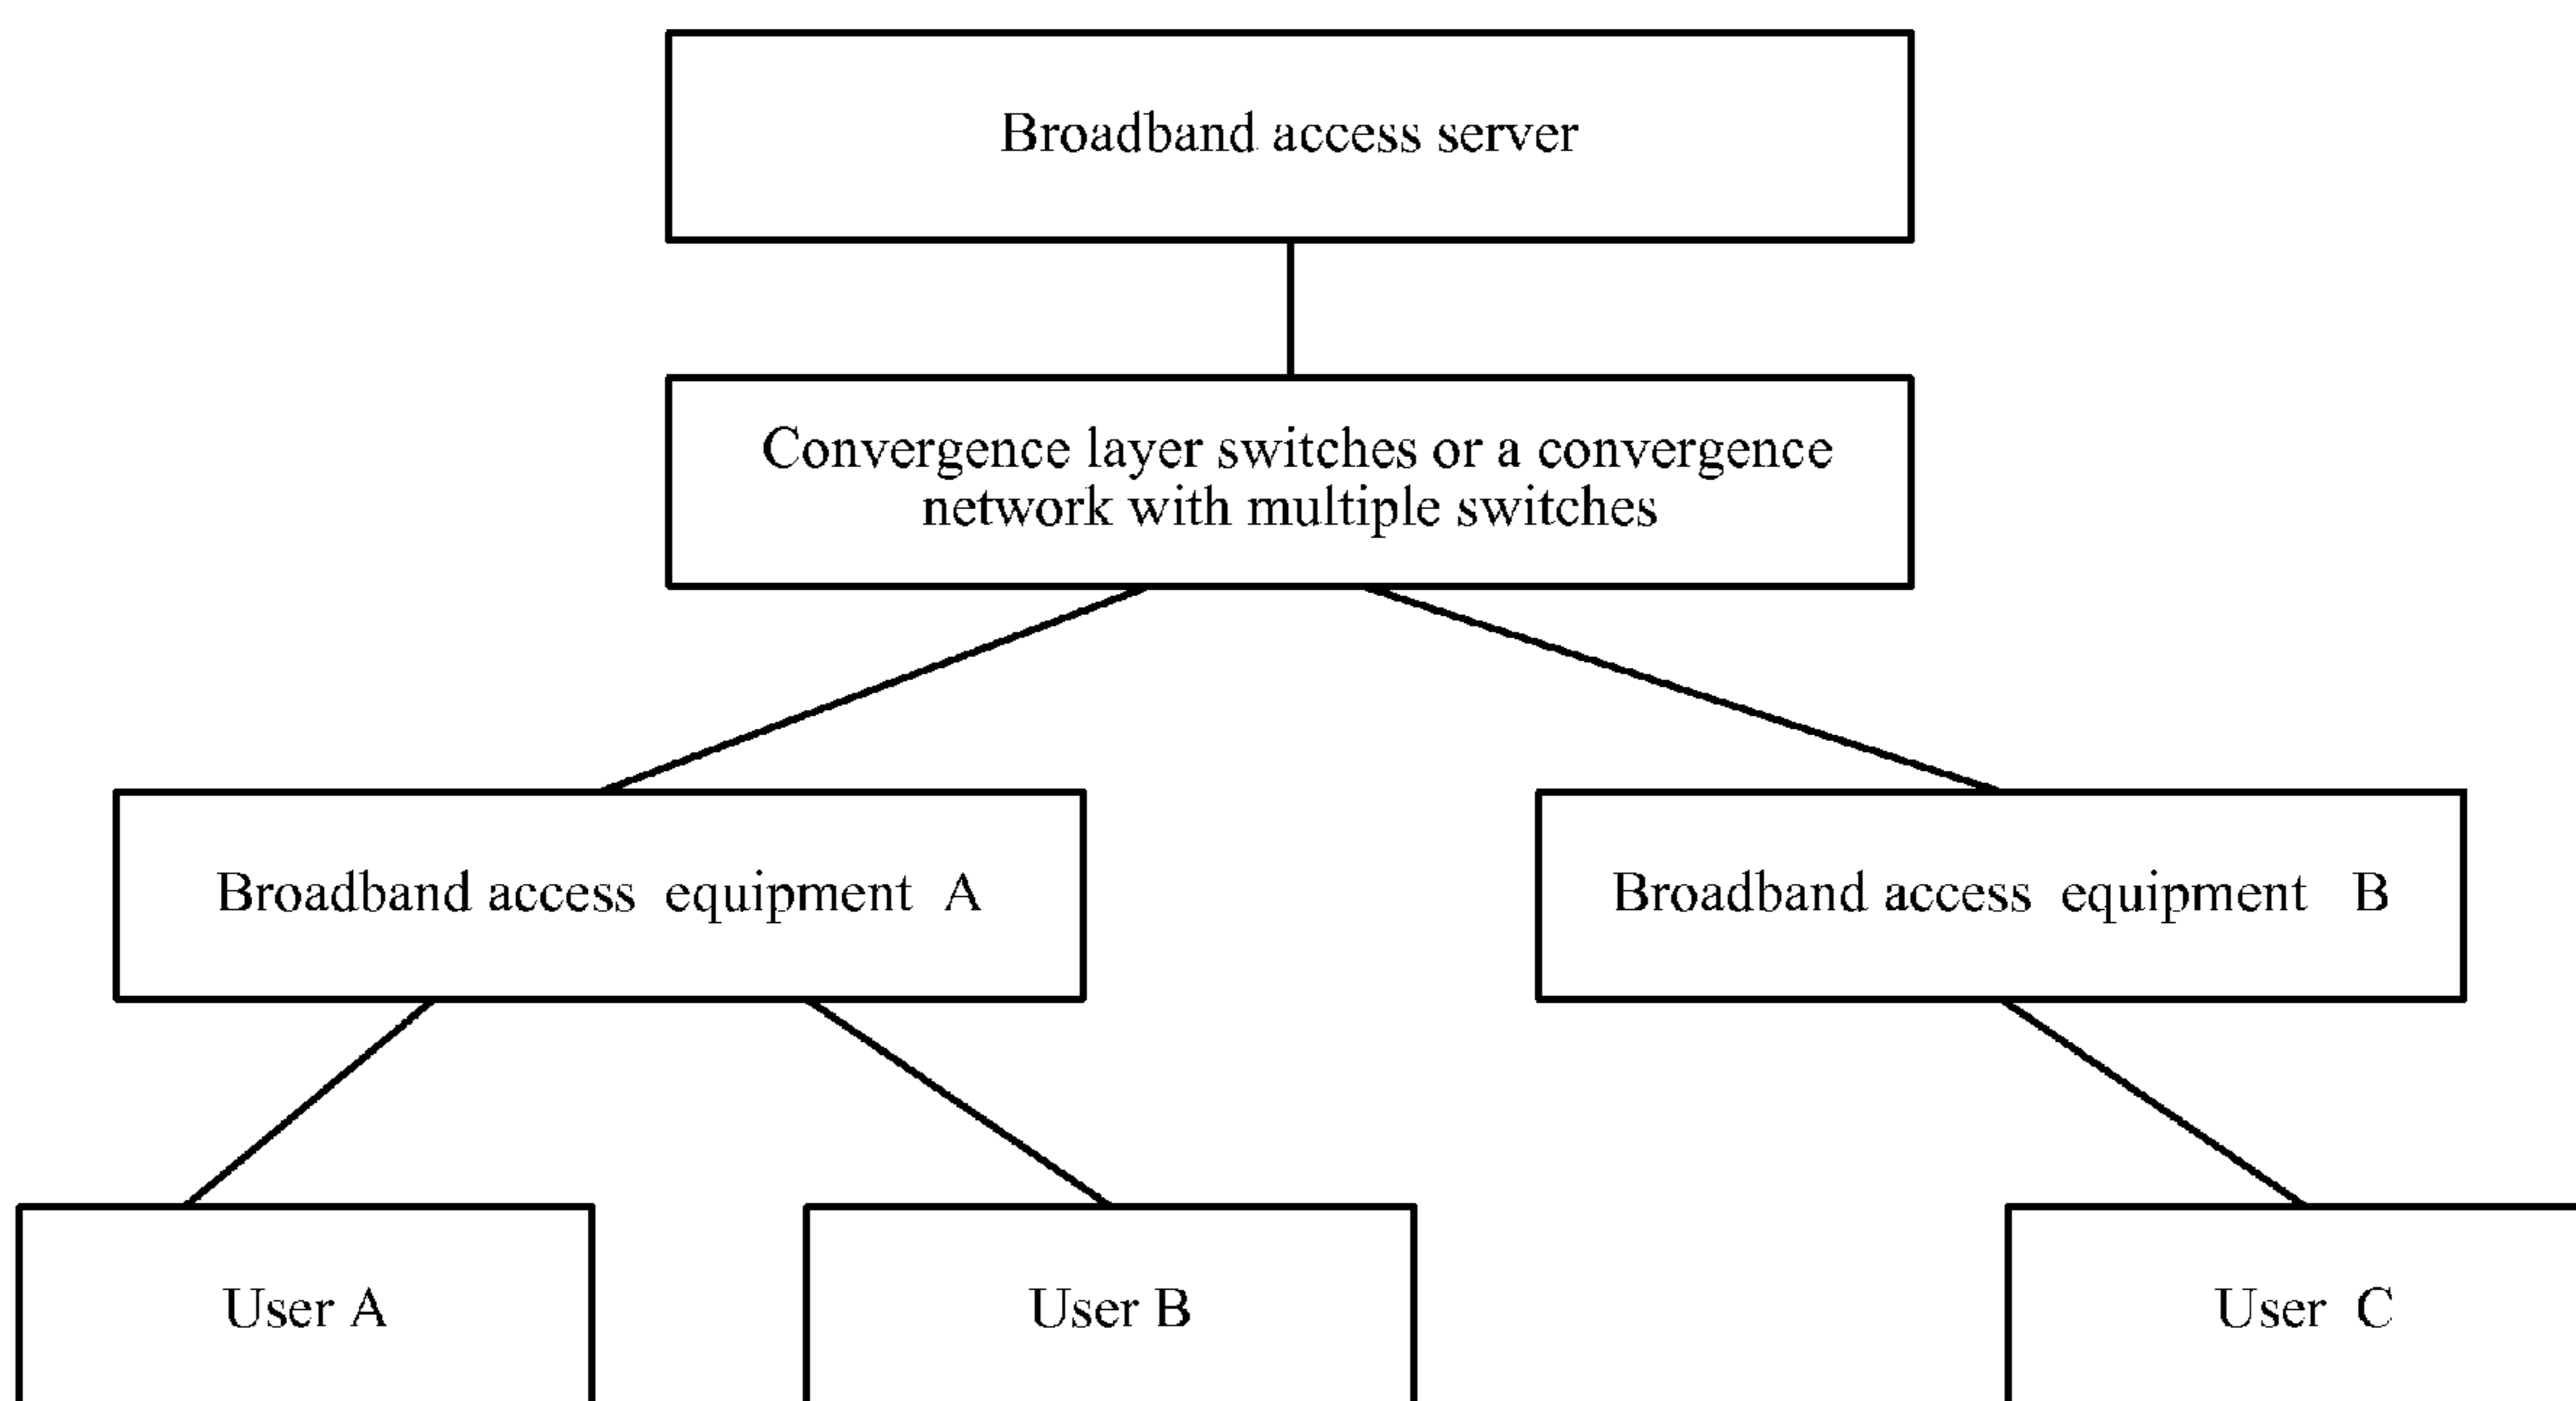 Broadband access server
Convergence layer switches or a convergence
network with multiple switches
Broadband access equipment A
Broadband access equipment B
User A
User B
User C